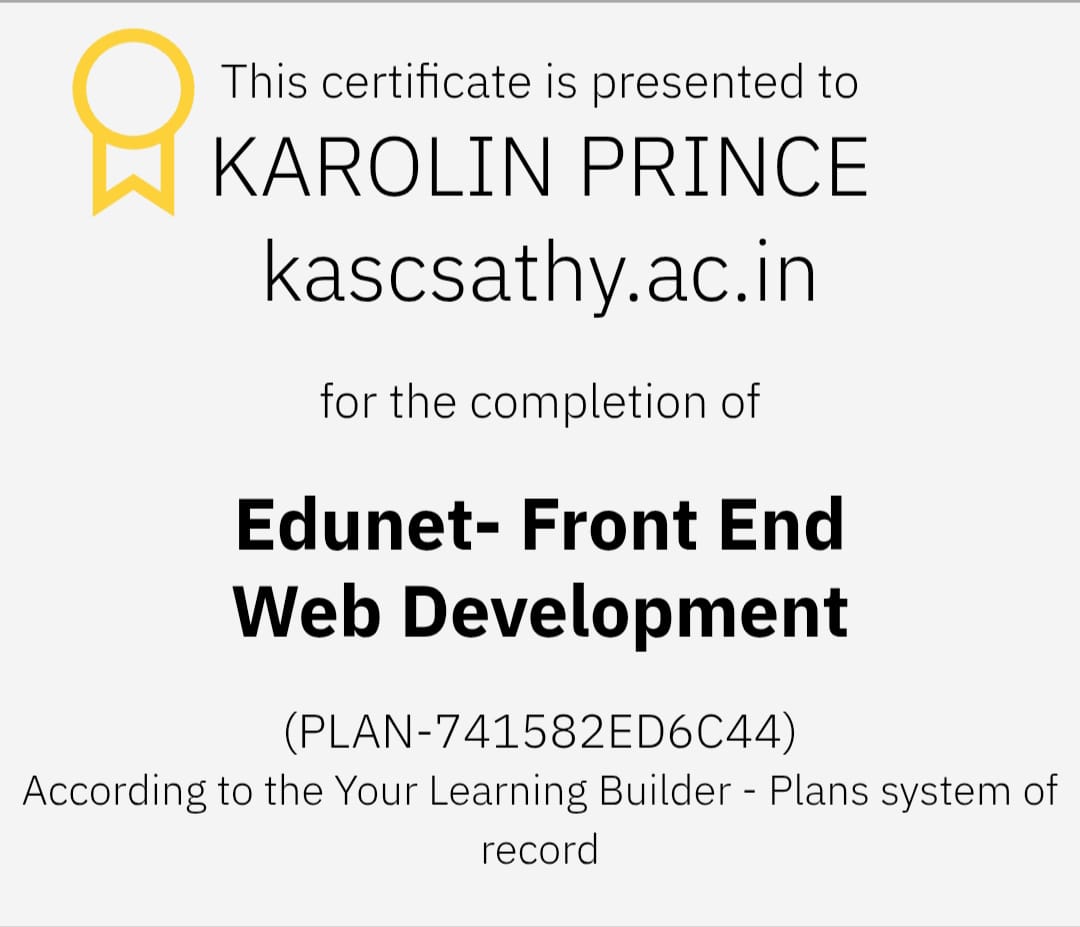 This certificate is presented to
KAROLIN PRINCE
kascsathy.ac.in
for the completion of
Edunet- Front End
Web Development
(PLAN-741582ED6C44)
According to the Your Learning Builder - Plans system of
record